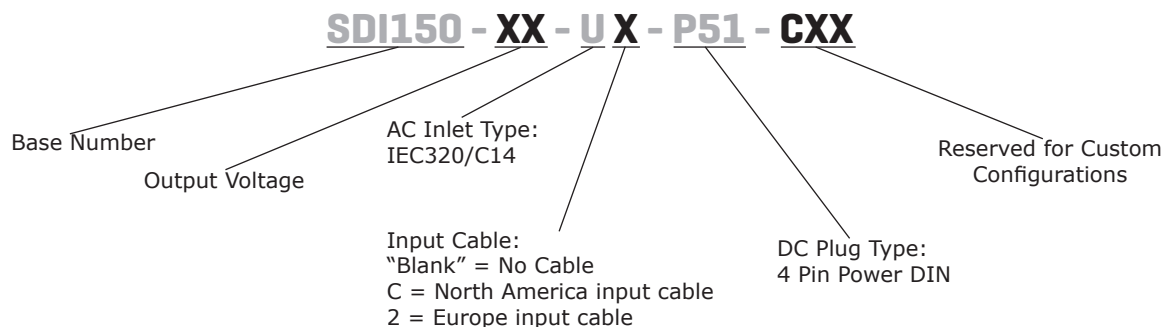 SDI150 - XX - U X - P51 - CXX
Base Number
Output Voltage
AC Inlet Type:
IEC320/C14
Input Cable:
“Blank” = No Cable
C = North America input cable
2 = Europe input cable
DC Plug Type:
4 Pin Power DIN
Reserved for Custom
Configurations